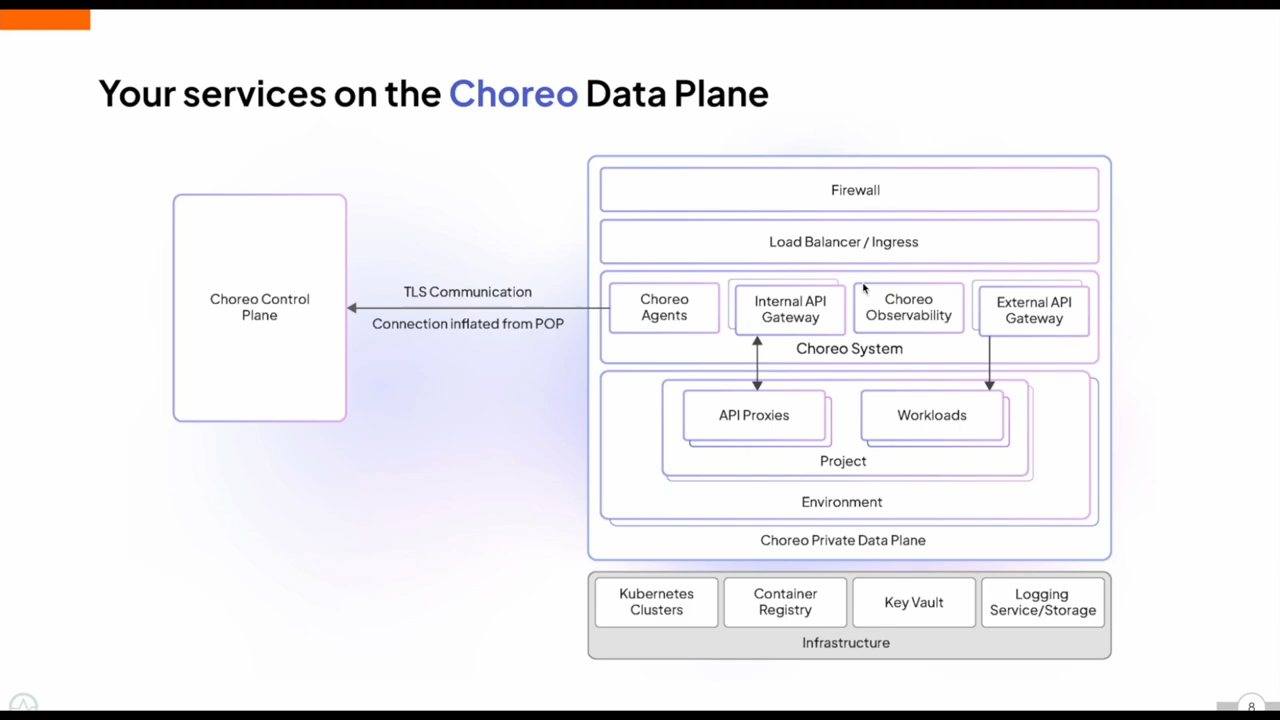 Your services on the Choreo Data Plane
Choreo Control
Plane
TLS Communication
Connection inflated from POP
Firewall
Load Balancer / Ingress
Choreo
Agents
Internal API
Gateway
Choreo
Observability
External API
Gateway
Choreo System
API Proxies
Workloads
Project
Environment
Choreo Private Data Plane
Kubernetes
Clusters
Container
Registry
Key Vault
Logging
Service/Storage
Infrastructure
8